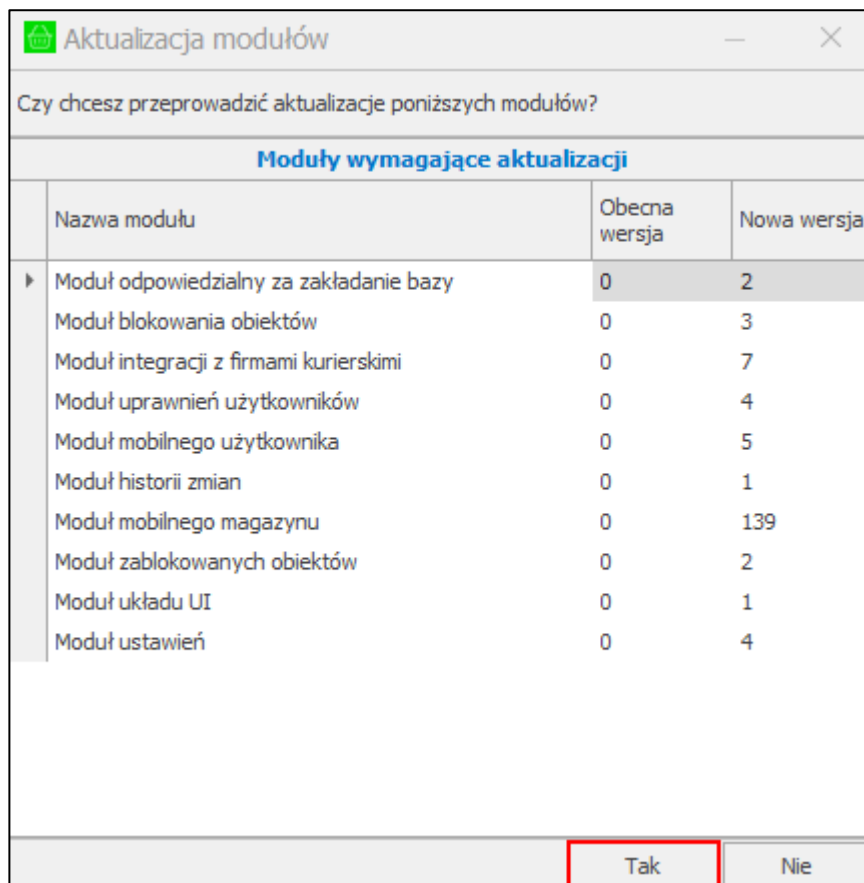 Aktualizacja modułów
Czy chcesz przeprowadzić aktualizacje poniższych modułów?
Moduły wymagające aktualizacji
Nazwa modułu Obecna wersja Nowa wersja
Moduł odpowiedzialny za zakładanie bazy 0 2
Moduł blokowania obiektów 0 3
Moduł integracji z firmami kurierskimi 0 7
Moduł uprawnień użytkowników 0 4
Moduł mobilnego użytkownika 0 5
Moduł historii zmian 0 1
Moduł mobilnego magazynu 0 139
Moduł zablokowanych obiektów 0 2
Moduł układu UI 0 1
Moduł ustawień 0 4
Tak Nie